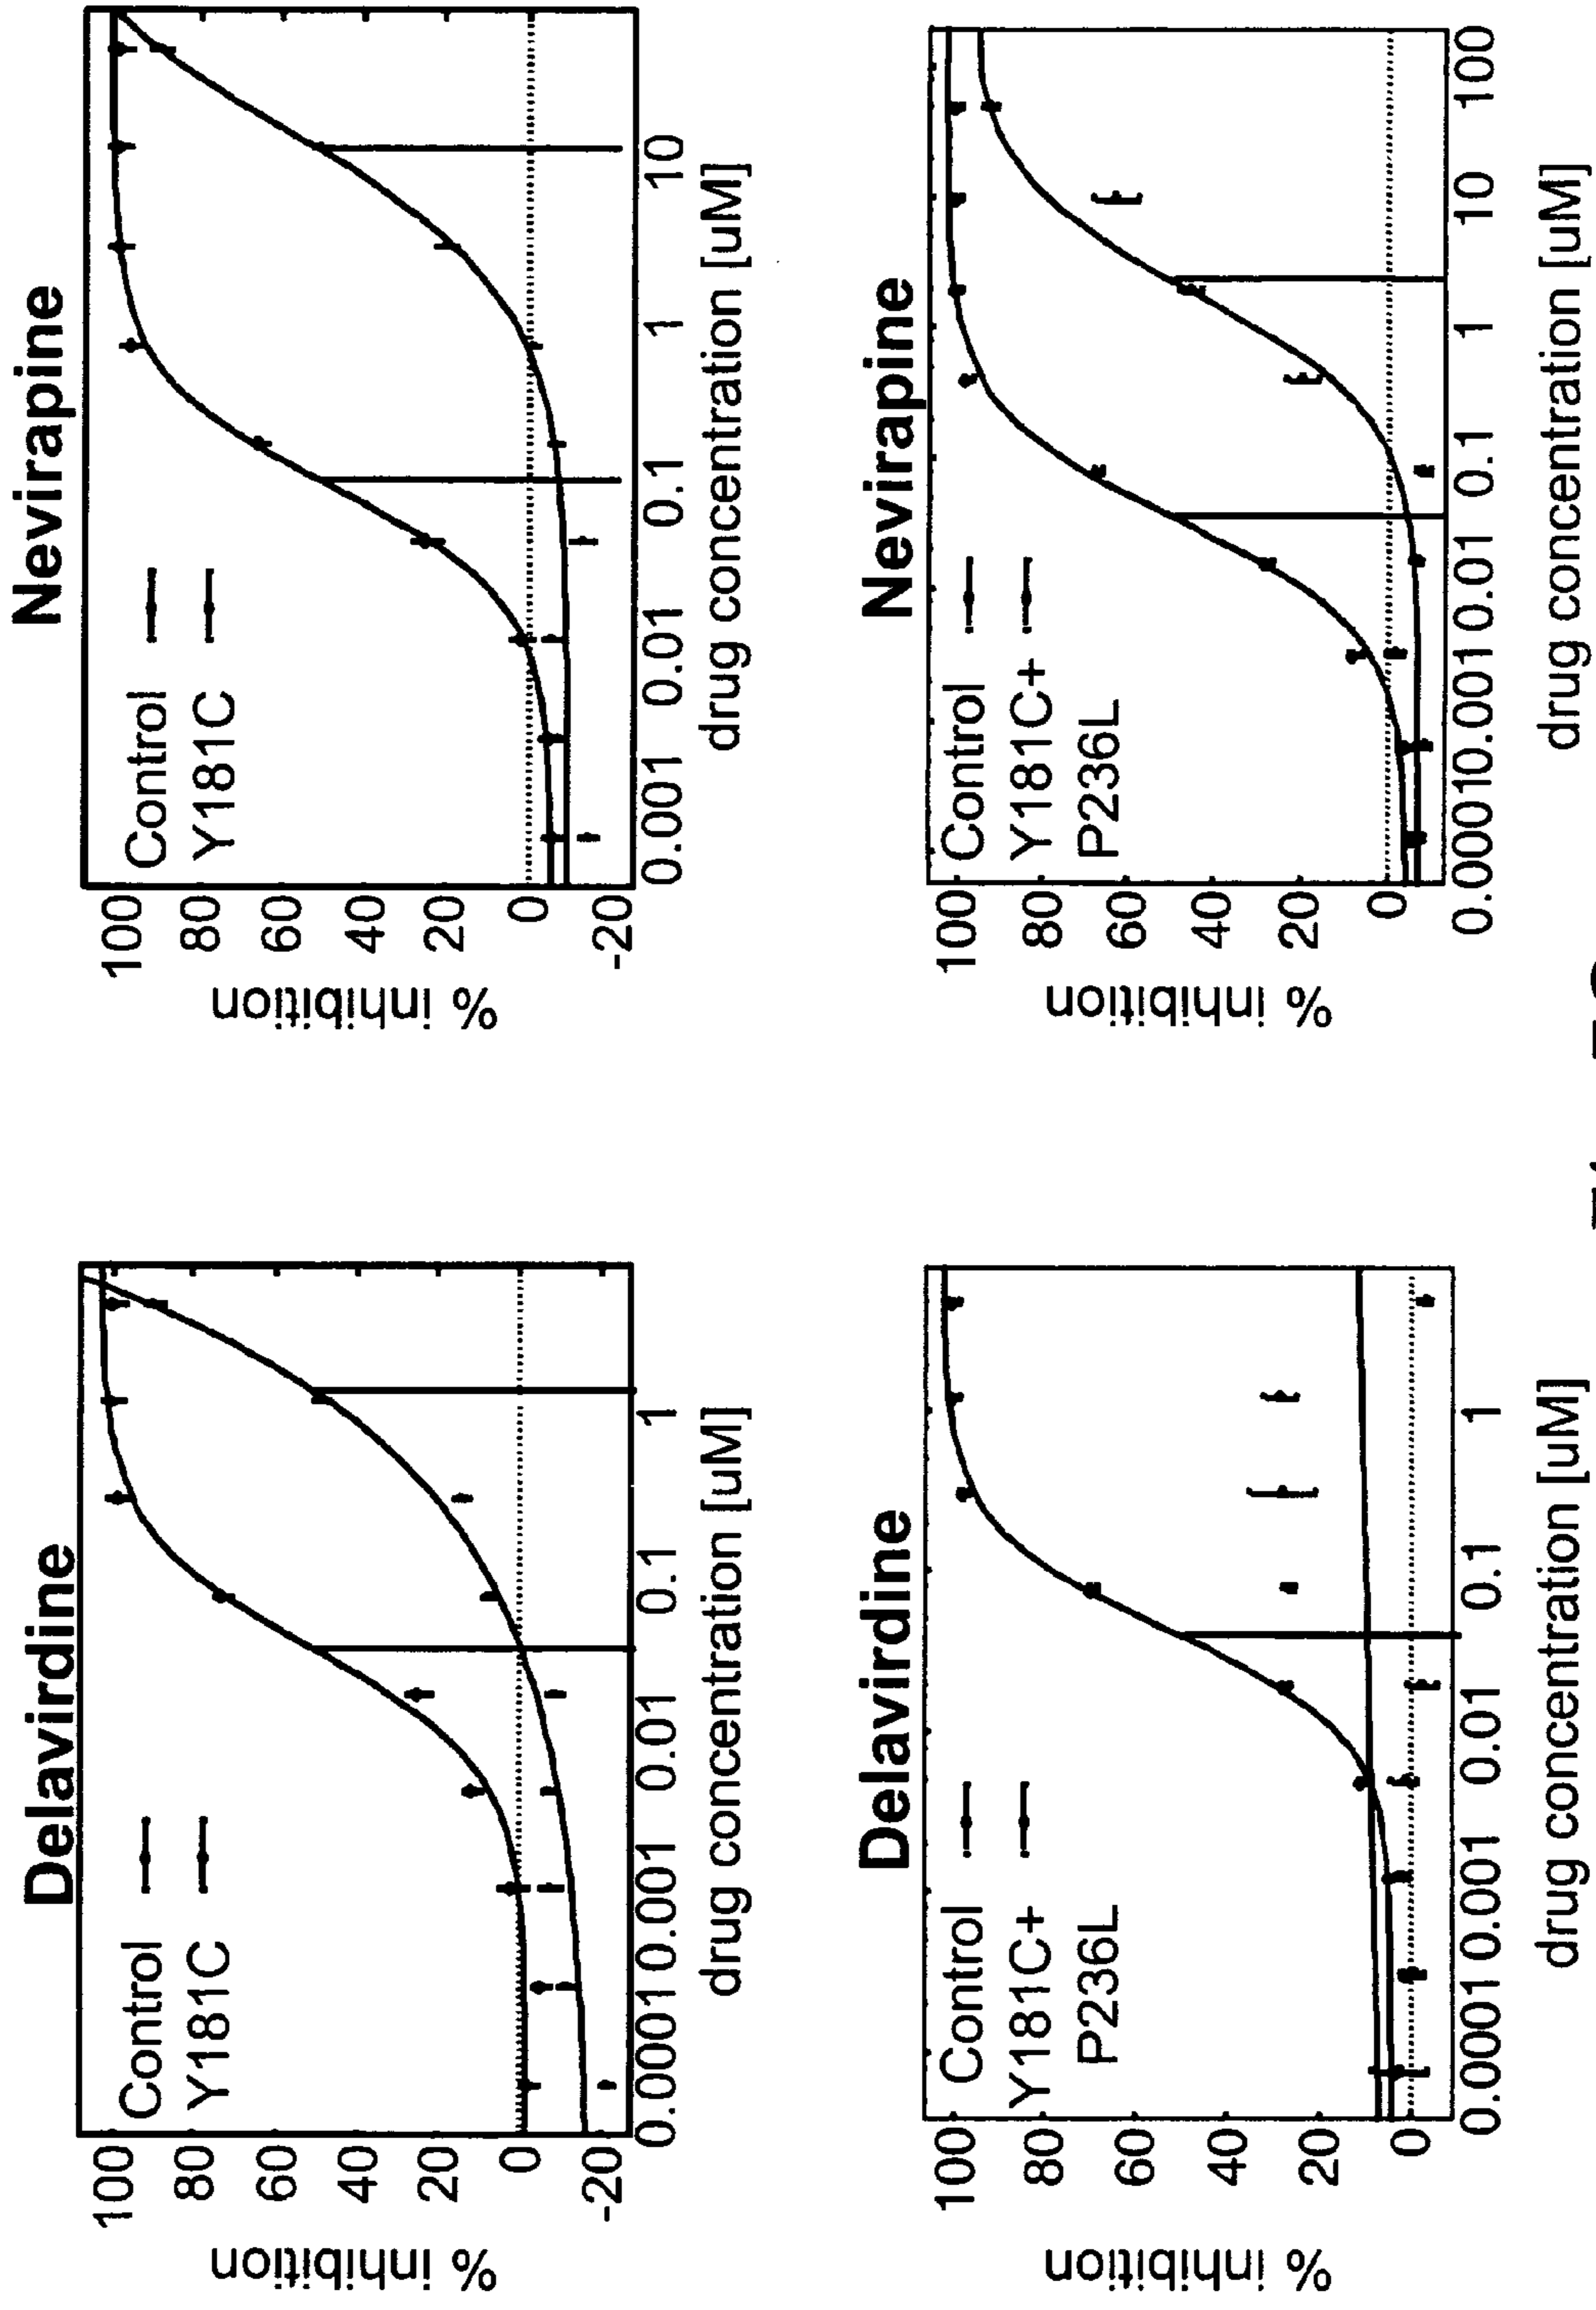 Delavirdine
Control
Y181C
% inhibition
100
80
60
40
20
0
-20
0.0001
0.001
0.01
0.1
1
drug concentration [uM]
Nevirapine
Control
Y181C
% inhibition
100
80
60
40
20
0
-20
0.001
0.01
0.1
1
10
drug concentration [uM]
Delavirdine
Control
Y181C+
P236L
% inhibition
100
80
60
40
20
0
0.0001
0.001
0.01
0.1
1
drug concentration [uM]
Nevirapine
Control
Y181C+
P236L
% inhibition
100
80
60
40
20
0
0.0001
0.001
0.01
0.1
1
10
100
drug concentration [uM]